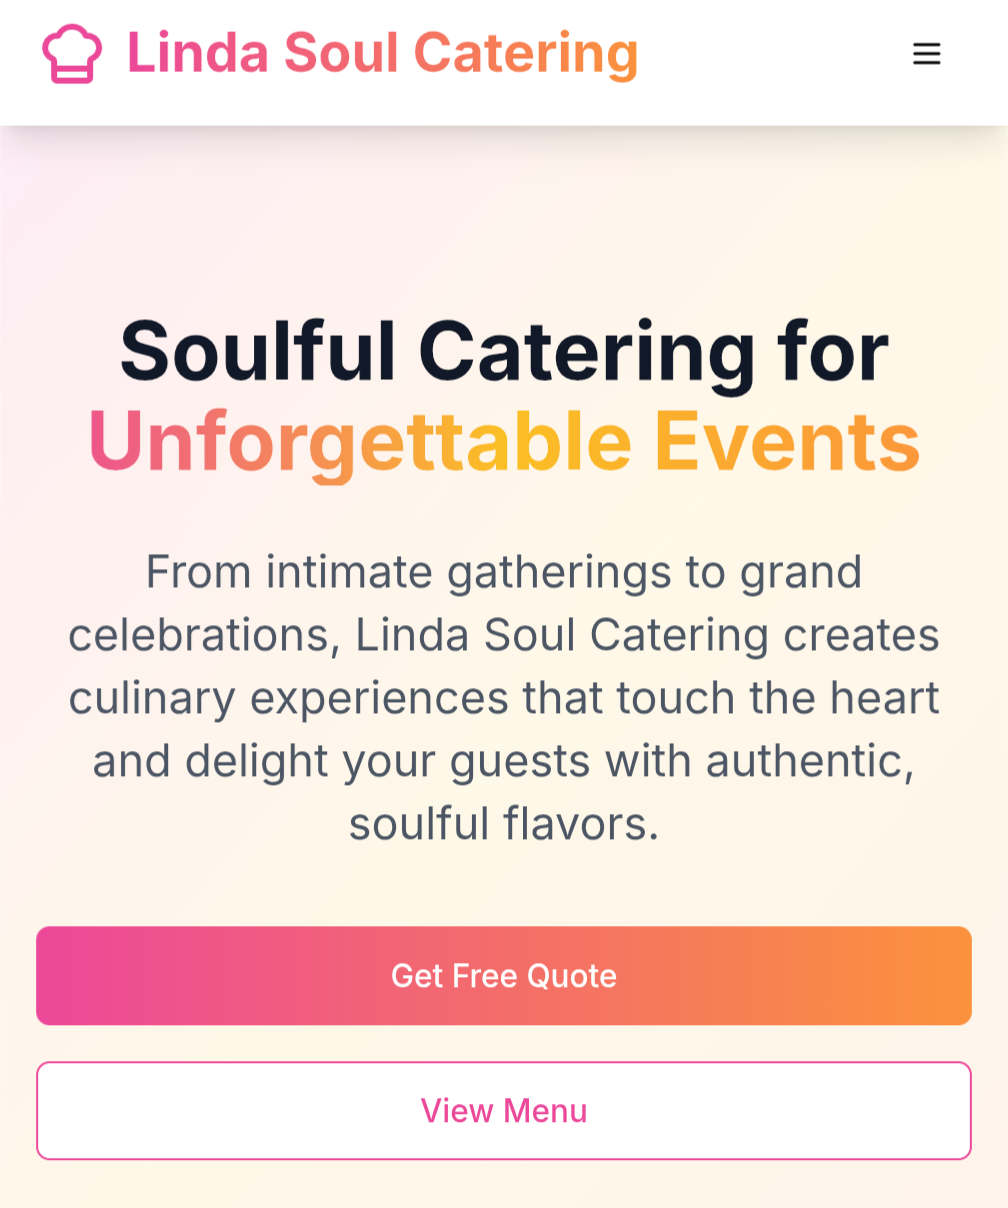 Linda Soul Catering
Soulful Catering for
Unforgettable Events
From intimate gatherings to grand
celebrations, Linda Soul Catering creates
culinary experiences that touch the heart
and delight your guests with authentic,
soulful flavors.
Get Free Quote
View Menu